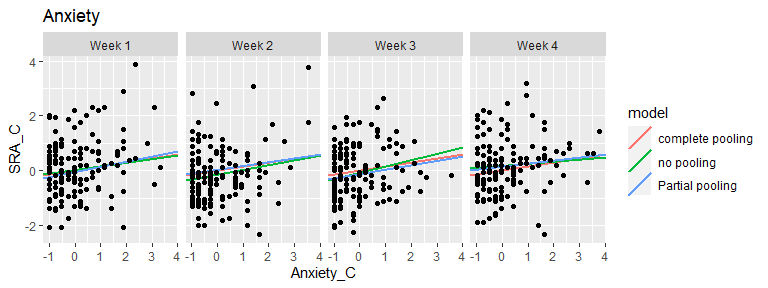 Anxiety
Week 1 Week 2 Week 3 Week 4
4
2
0
-2
SRA_C
-1 0 1 2 3 4 -1 0 1 2 3 4 -1 0 1 2 3 4 -1 0 1 2 3 4
Anxiety_C
model
complete pooling
no pooling
Partial pooling